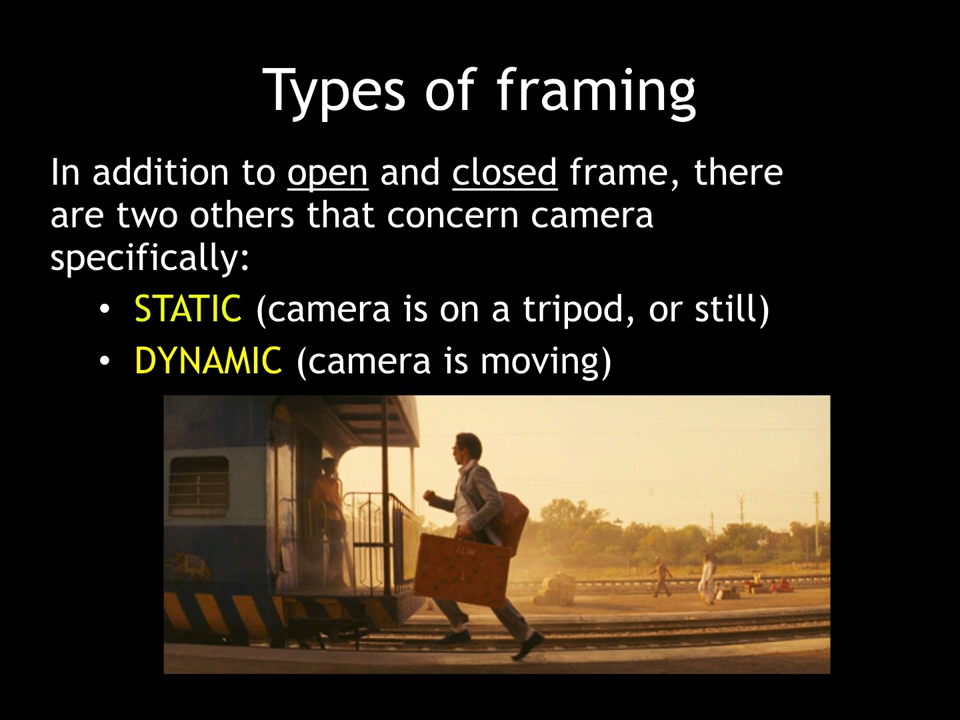 Types of framing
In addition to open and closed frame, there
are two others that concern camera
specifically:
• STATIC (camera is on a tripod, or still)
• DYNAMIC (camera is moving)
J.L.W.